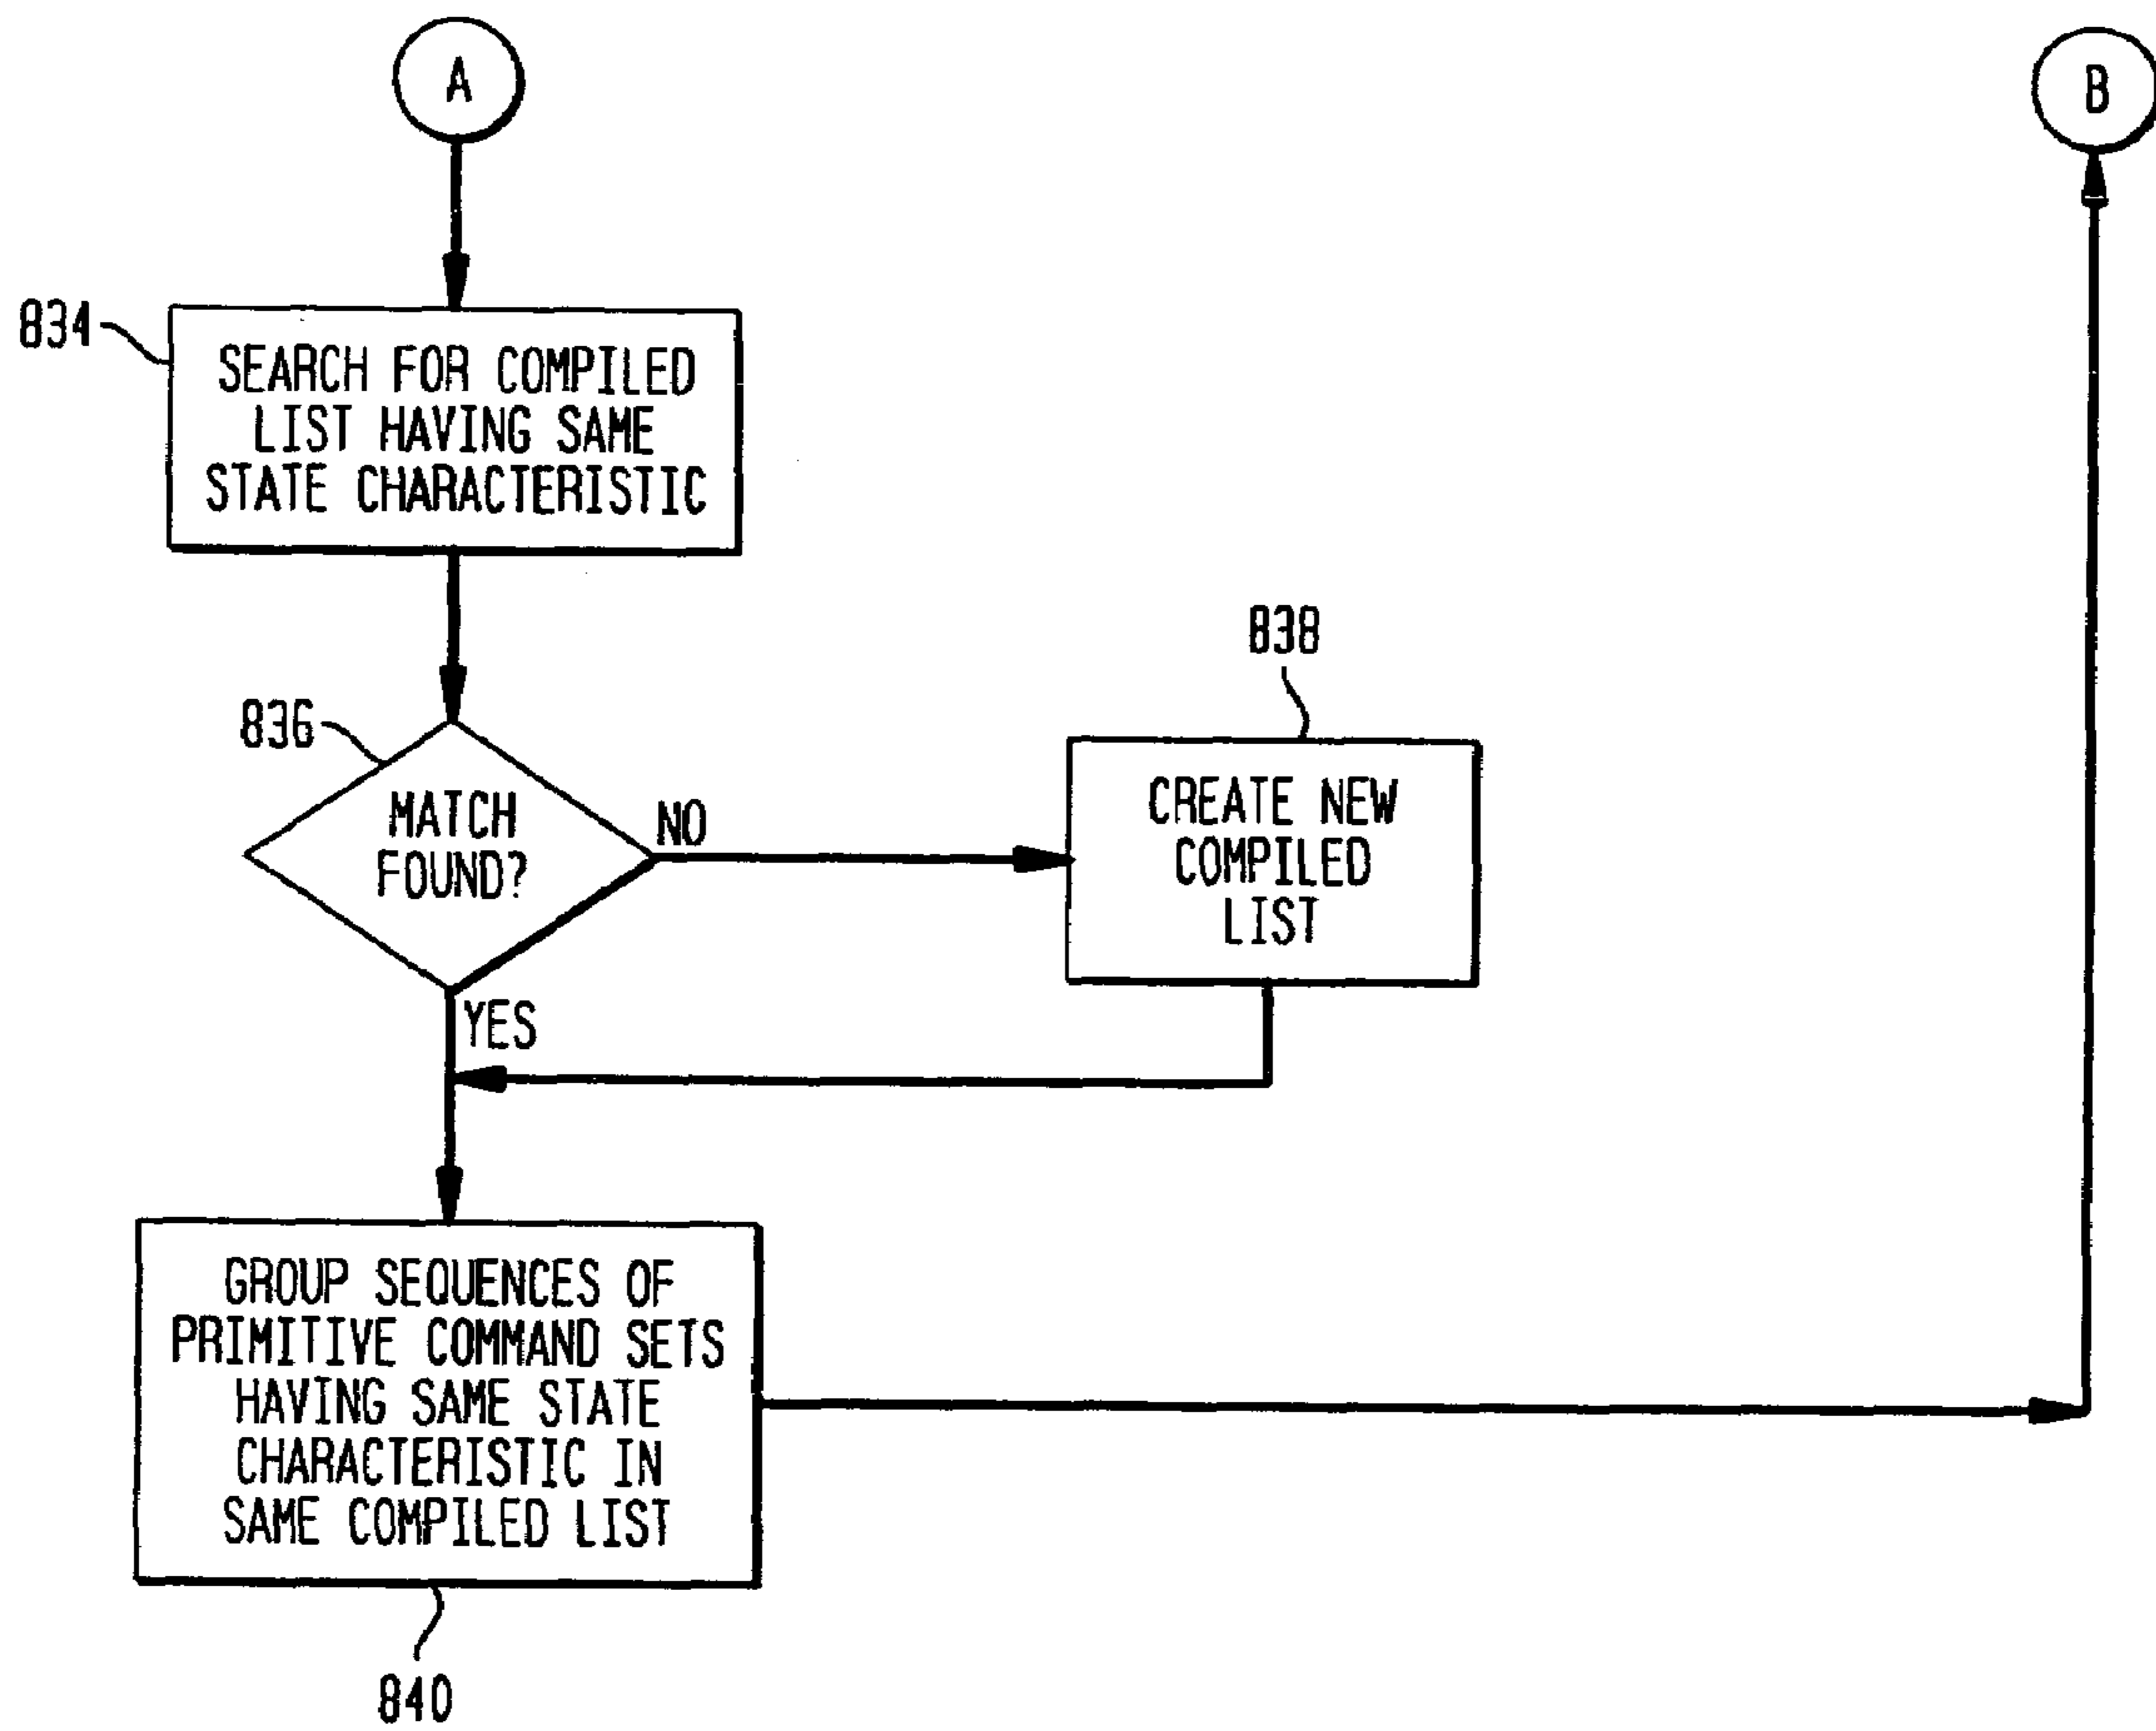 A
B
834
SEARCH FOR COMPILED
LIST HAVING SAME
STATE CHARACTERISTIC
836
MATCH
FOUND?
NO
838
CREATE NEW
COMPILED
LIST
YES
GROUP SEQUENCES OF
PRIMITIVE COMMAND SETS
HAVING SAME STATE
CHARACTERISTIC IN
SAME COMPILED LIST
840